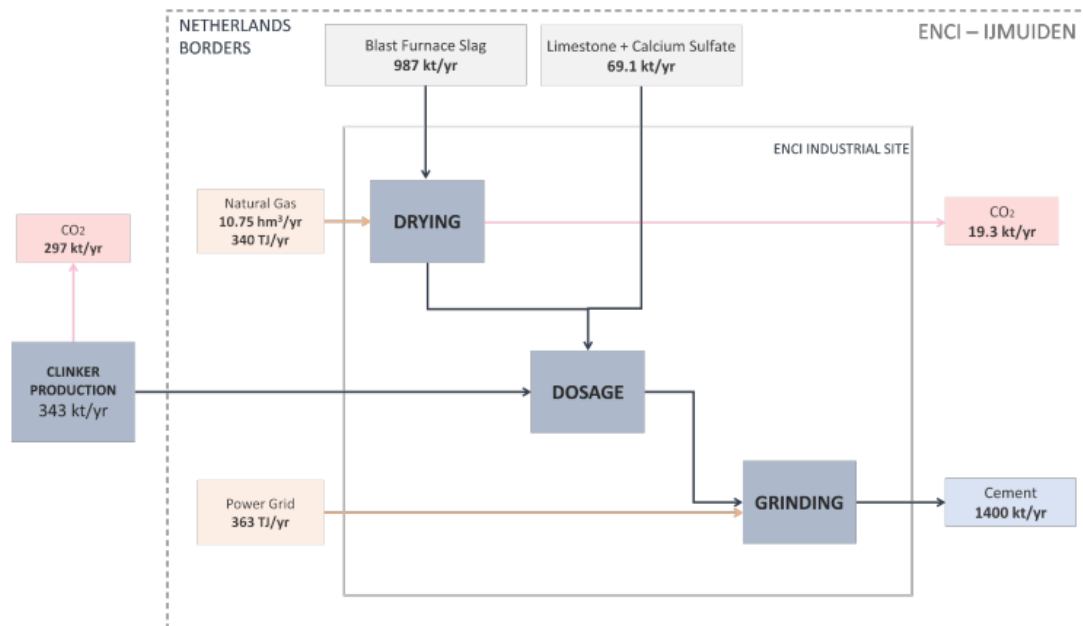 NETHERLANDS
BORDERS
ENCI – IJMUIDEN
Blast Furnace Slag
987 kt/yr
Limestone + Calcium Sulfate
69.1 kt/yr
ENCI INDUSTRIAL SITE
Natural Gas
10.75 hm³/yr
340 TJ/yr
DRYING
CO₂
19.3 kt/yr
CO₂
297 kt/yr
CLINKER
PRODUCTION
343 kt/yr
DOSAGE
Power Grid
363 TJ/yr
GRINDING
Cement
1400 kt/yr